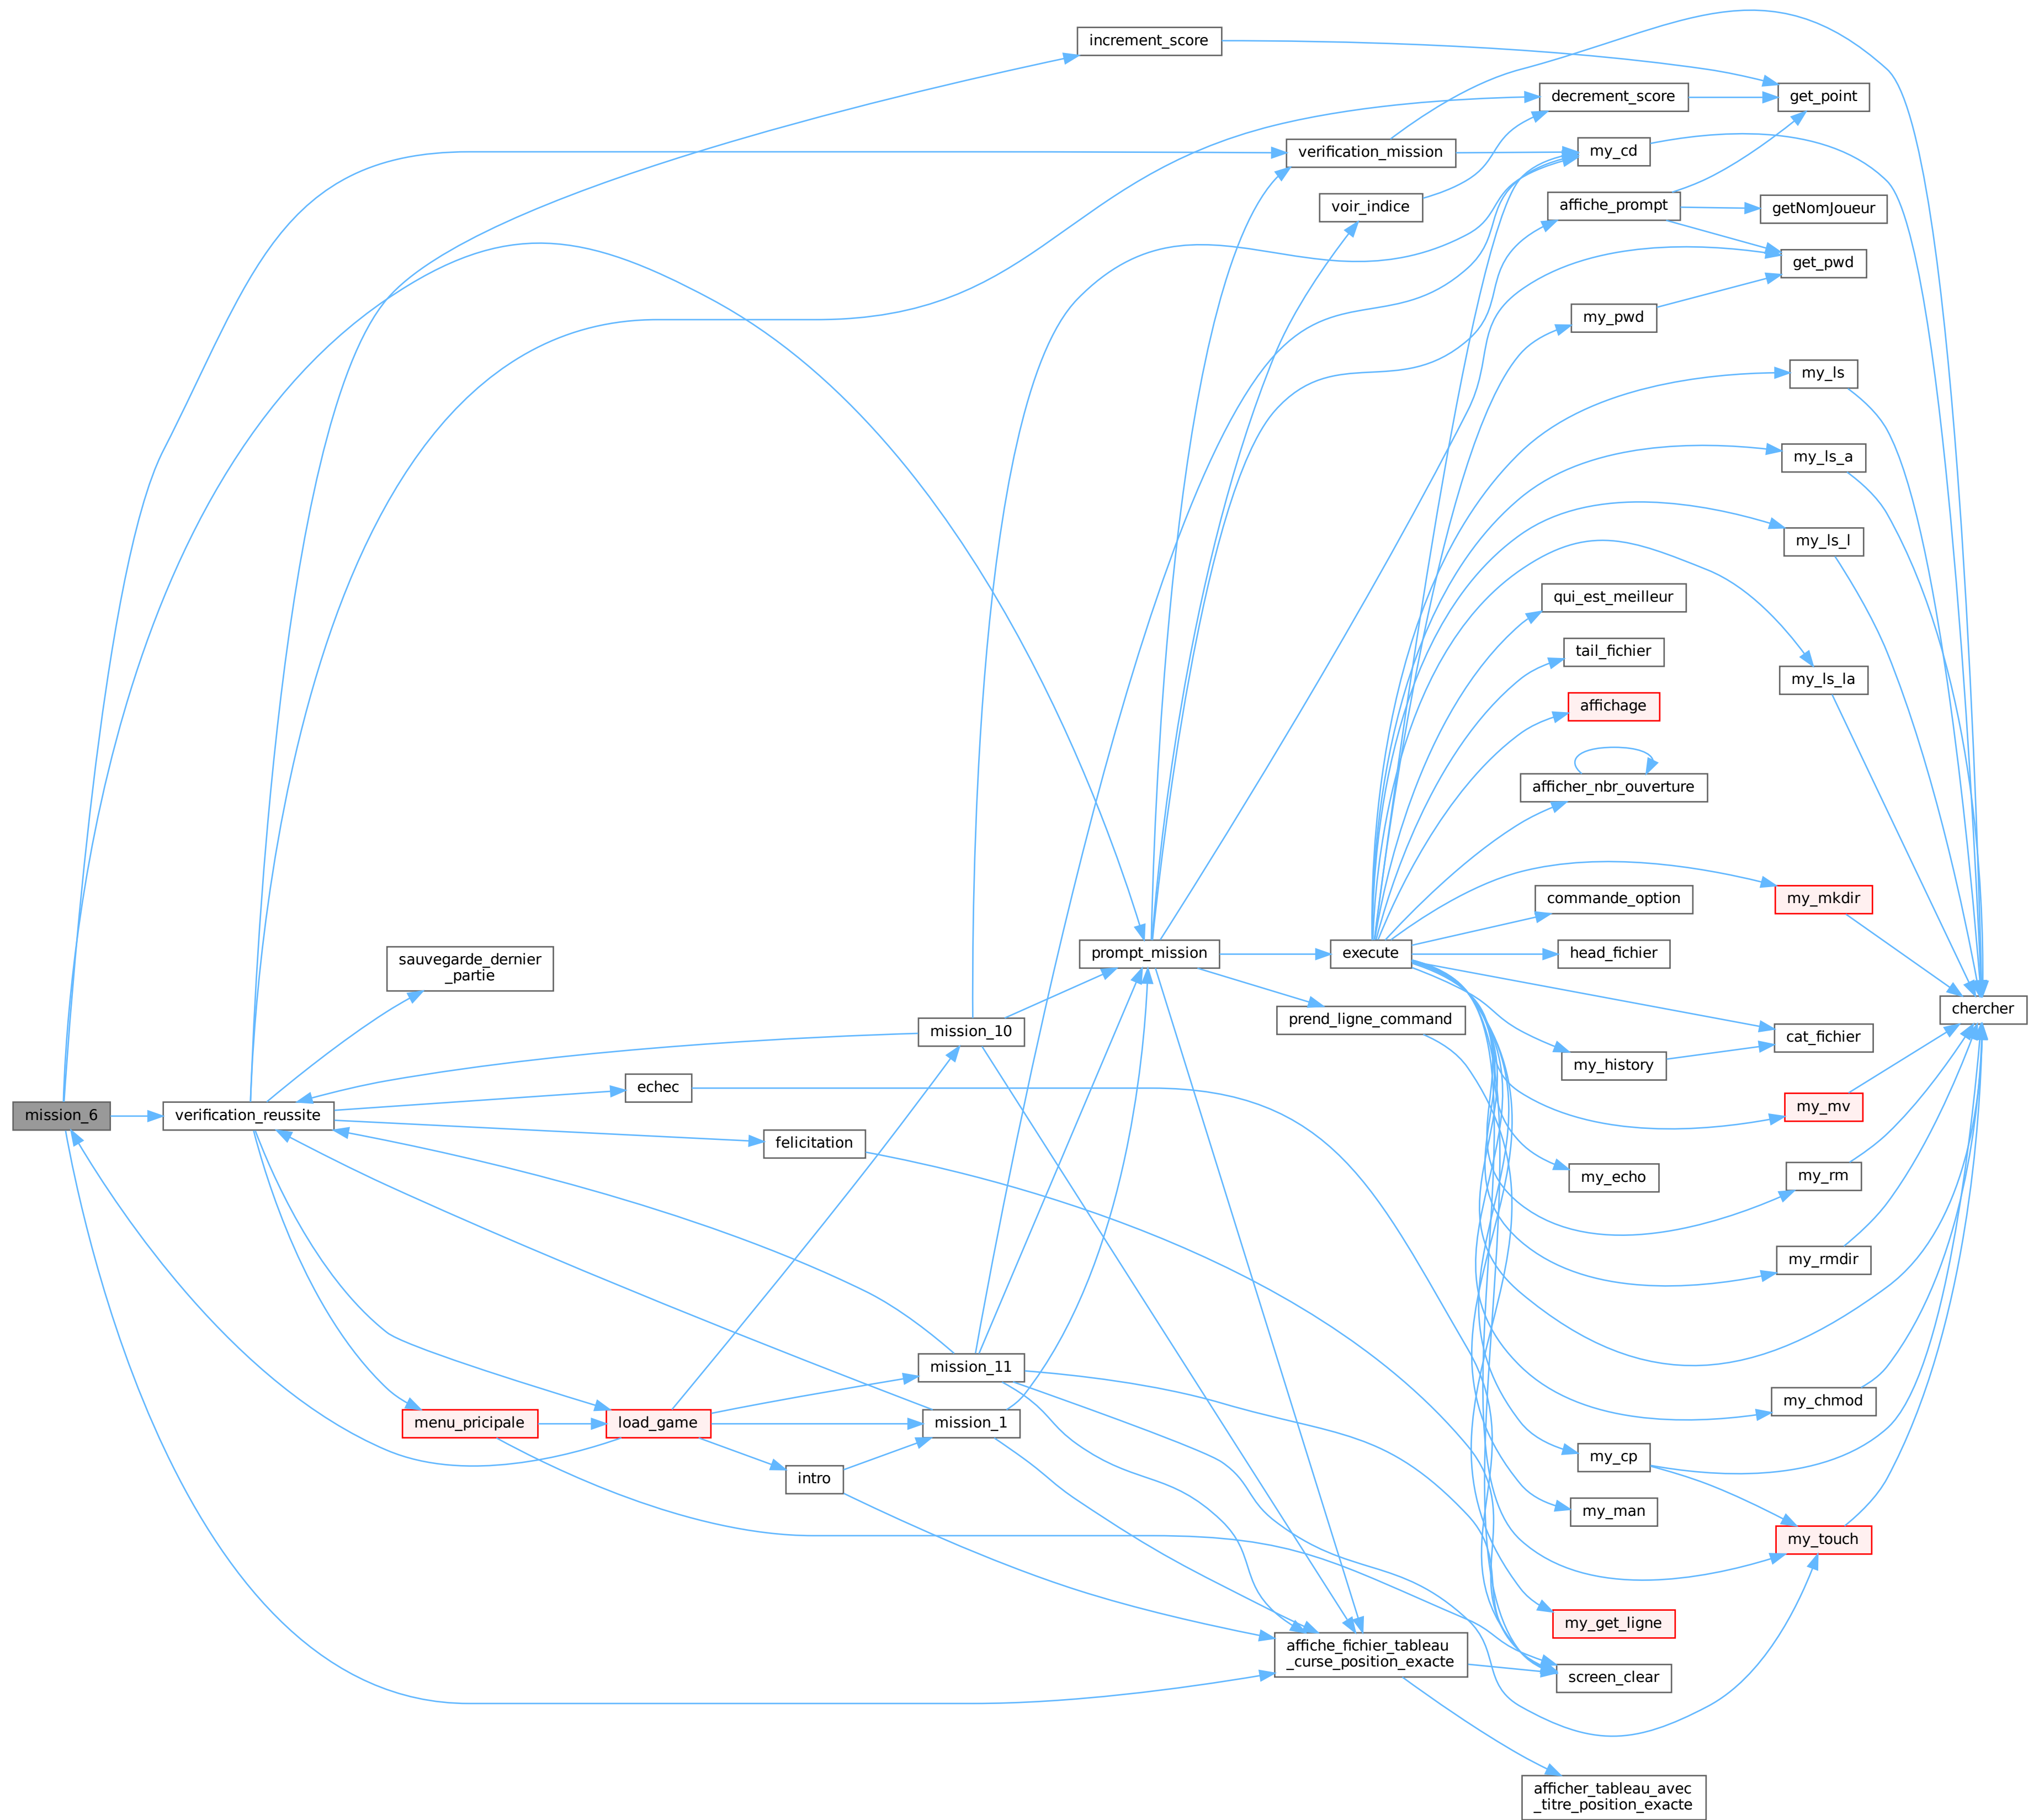 increment_score
decrement_score
get_point
verification_mission
my_cd
voir_indice
affiche_prompt
getNomJoueur
get_pwd
my_pwd
my_ls
my_ls_a
my_ls_l
qui_est_meilleur
tail_fichier
my_ls_la
affichage
afficher_nbr_ouverture
my_mkdir
commande_option
sauvegarde_dernier
_partie
prompt_mission
execute
head_fichier
chercher
prend_ligne_command
mission_10
cat_fichier
my_history
echec
my_mv
mission_6
verification_reussite
felicitation
my_rm
my_echo
my_rmdir
mission_11
my_chmod
menu_pricipale
load_game
mission_1
my_cp
intro
my_man
my_touch
my_get_ligne
affiche_fichier_tableau
_curse_position_exacte
screen_clear
afficher_tableau_avec
_titre_position_exacte